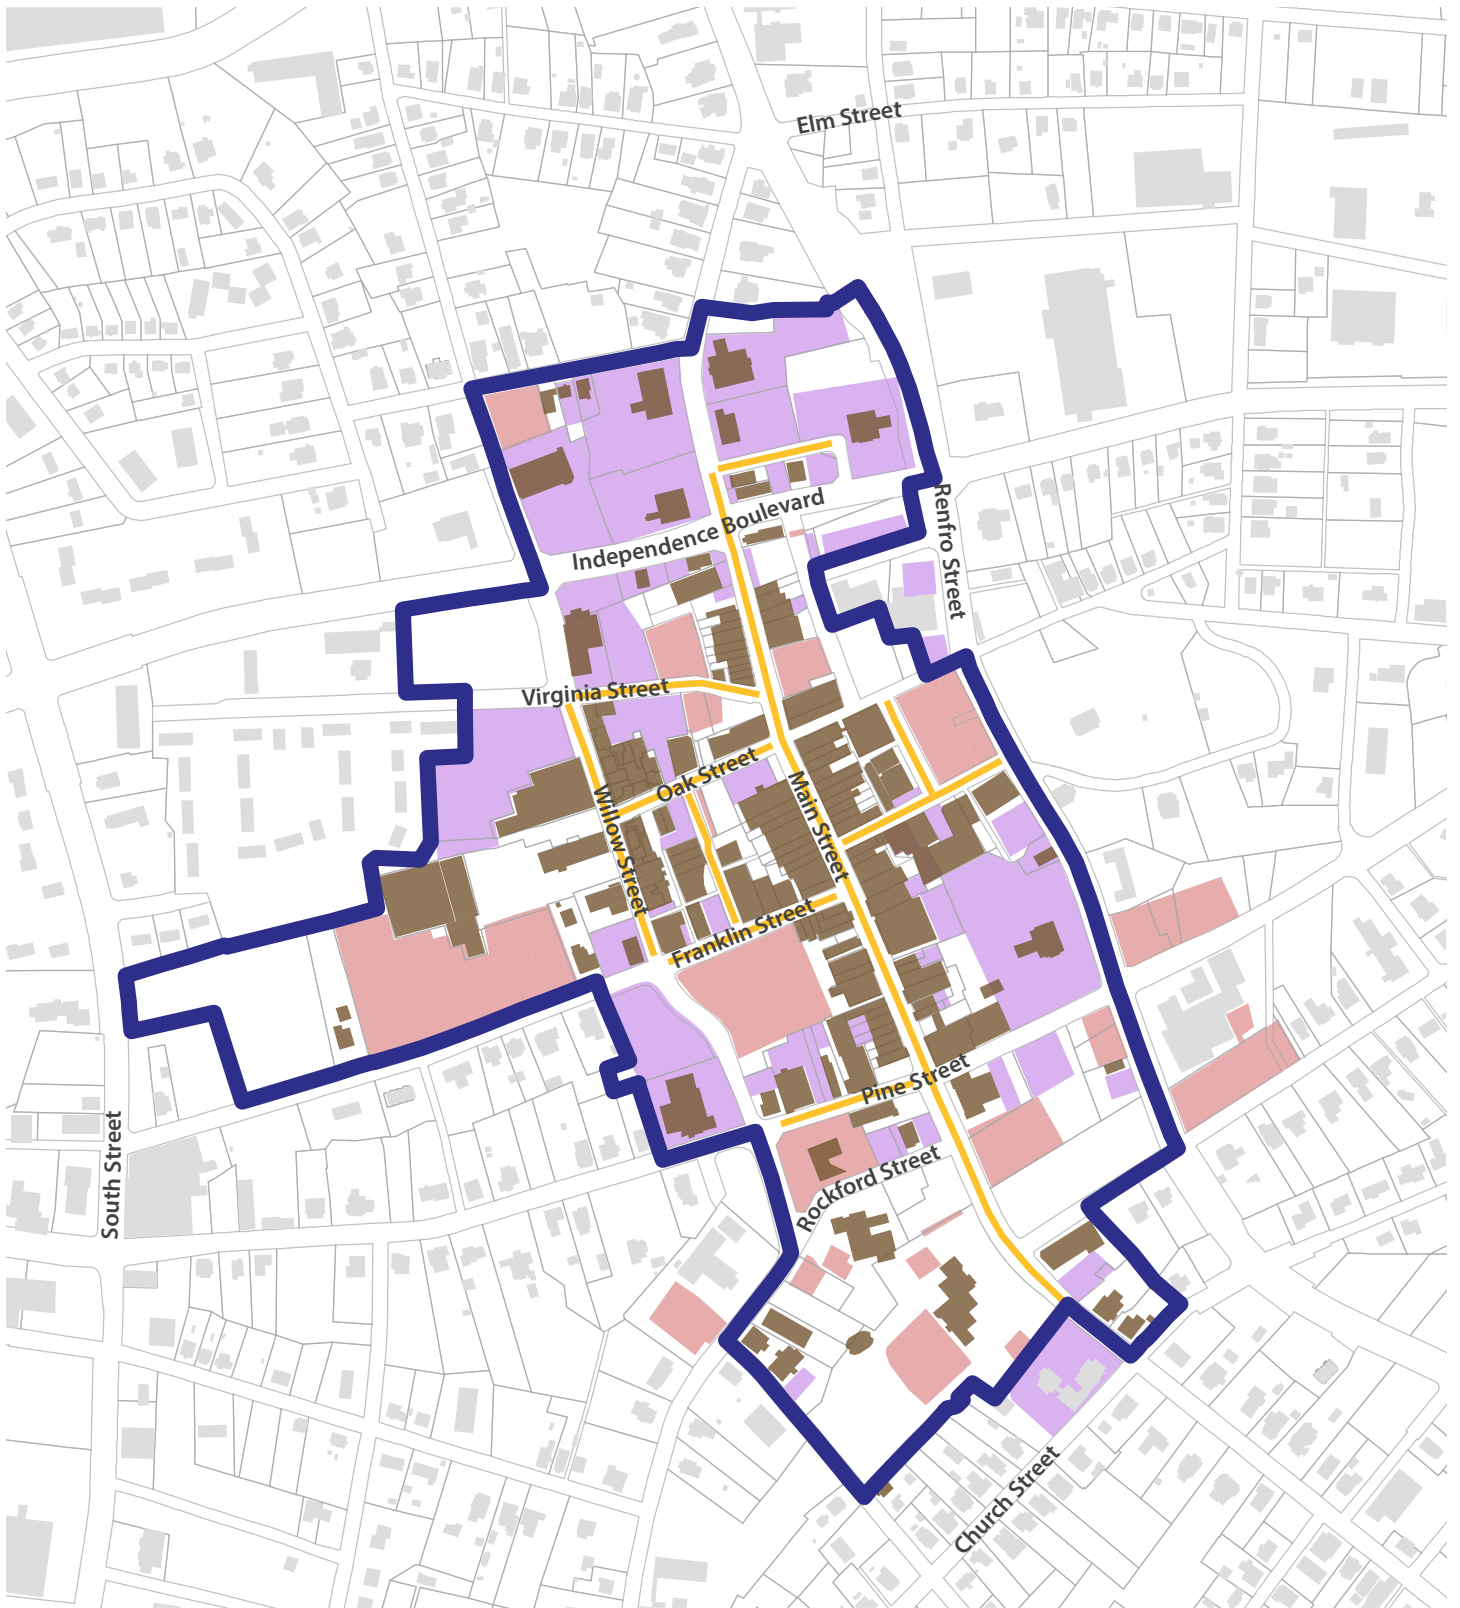 Elm Street
Independence Boulevard
Renfro Street
Virginia Street
Oak Street
Willow Street
Main Street
Franklin Street
Pine Street
Rockford Street
South Street
Church Street